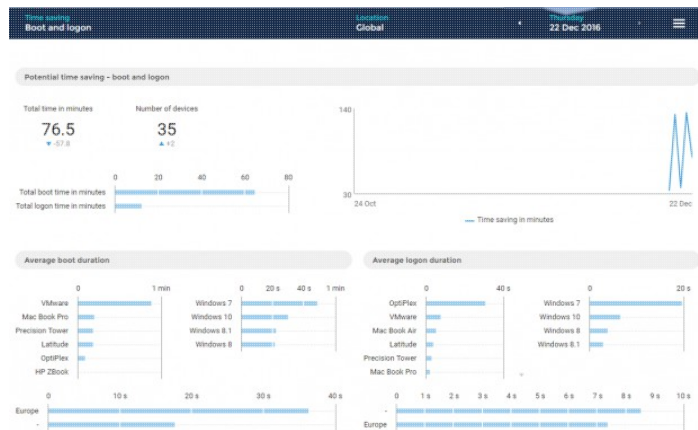 Time saving
Boot and logon
Location
Global
Thursday
22 Dec 2016
Potential time saving - boot and logon
Total time in minutes
Number of devices
76.5
35
-57.8
+2
0 20 40 60 80
Total boot time in minutes
Total logon time in minutes
140
30
24 Oct
22 Dec
Time saving in minutes
Average boot duration
Average logon duration
0 1 min
VMware
Mac Book Pro
Precision Tower
Latitude
OptiPlex
HP ZBook
0 20 s 40 s 1 min
Windows 7
Windows 10
Windows 8.1
Windows 8
0 40 s
OptiPlex
VMware
Mac Book Air
Latitude
Precision Tower
Mac Book Pro
0 20 s
Windows 7
Windows 10
Windows 8
Windows 8.1
0 10 s 20 s 30 s 40 s
Europe
-
0 1 s 2 s 3 s 4 s 5 s 6 s 7 s 8 s 9 s 10 s
-
Europe